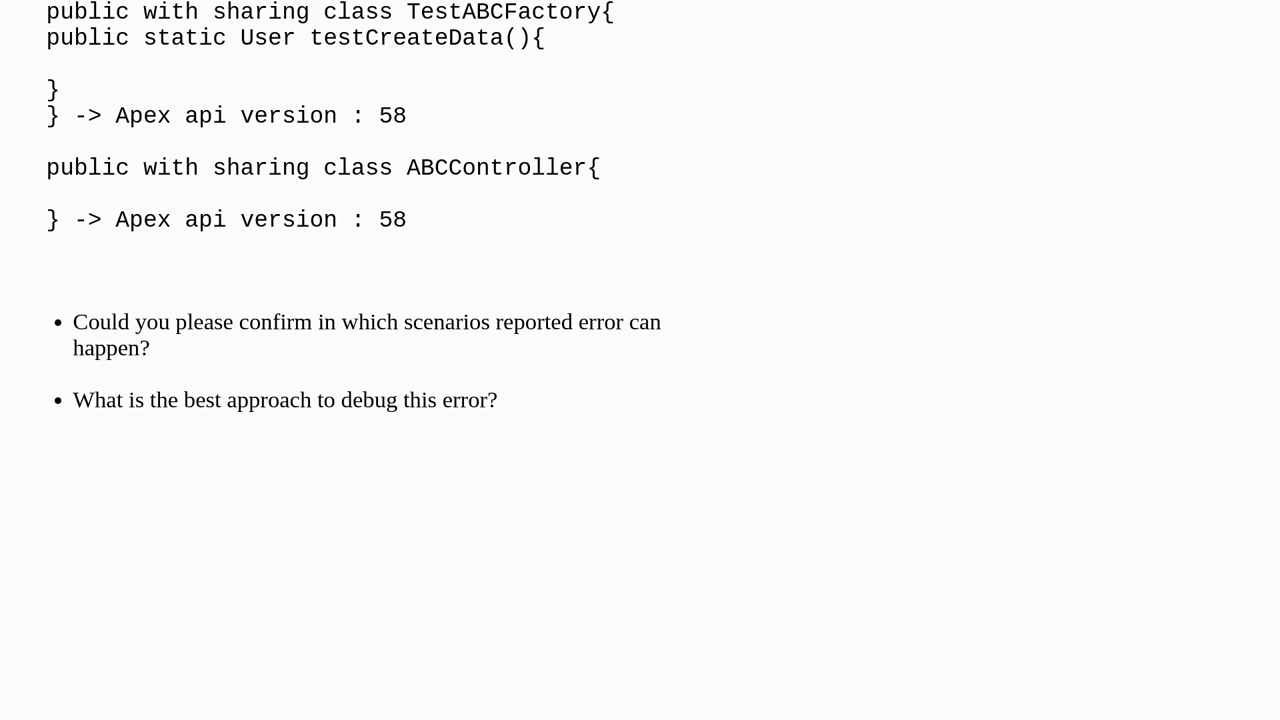 public with sharing class TestABCFactory{
public static User testCreateData(){
}
} -> Apex api version : 58
public with sharing class ABCController{
} -> Apex api version : 58
• Could you please confirm in which scenarios reported error can
happen?
• What is the best approach to debug this error?